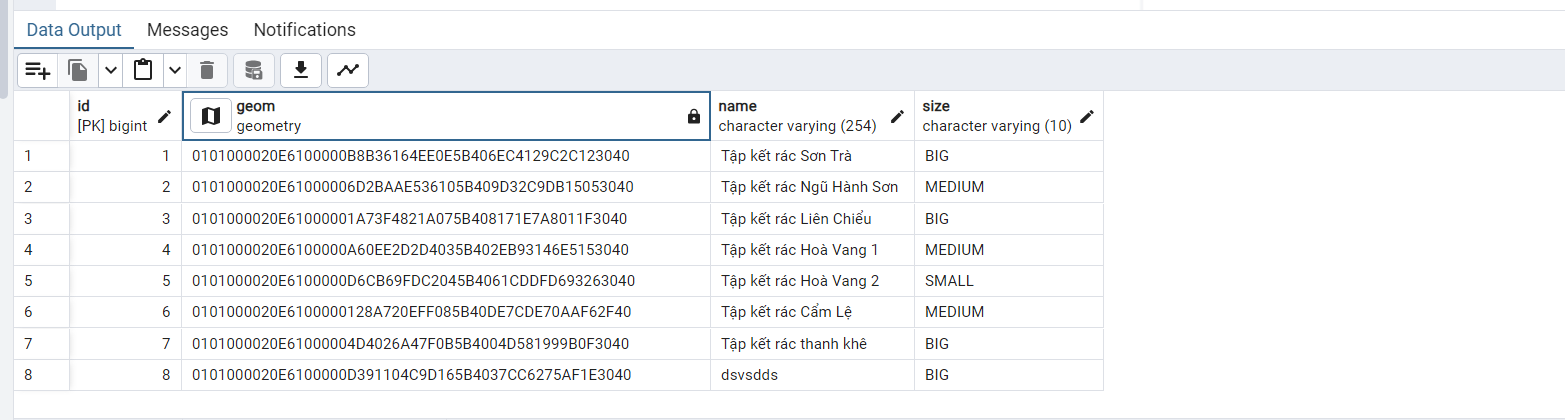 Data Output Messages Notifications
id geom name size
[PK] bigint geometry character varying (254) character varying (10)
1 1 0101000020E6100000B8B36164EE0E5B406EC4129C2C123040 Tập kết rác Sơn Trà BIG
2 2 0101000020E61000006D2BAAE536105B409D32C9DB15053040 Tập kết rác Ngũ Hành Sơn MEDIUM
3 3 0101000020E61000001A73F4821A075B408171E7A8011F3040 Tập kết rác Liên Chiểu BIG
4 4 0101000020E6100000A60EE2D2D4035B402EB93146E5153040 Tập kết rác Hoà Vang 1 MEDIUM
5 5 0101000020E6100000D6CB69FDC2045B4061CDDFD693263040 Tập kết rác Hoà Vang 2 SMALL
6 6 0101000020E6100000128A720EFF085B40DE7CDE70AAF62F40 Tập kết rác Cẩm Lệ MEDIUM
7 7 0101000020E61000004D4026A47F0B5B4004D581999B0F3040 Tập kết rác thanh khê BIG
8 8 0101000020E6100000D391104C9D165B4037CC6275AF1E3040 dsvsdds BIG